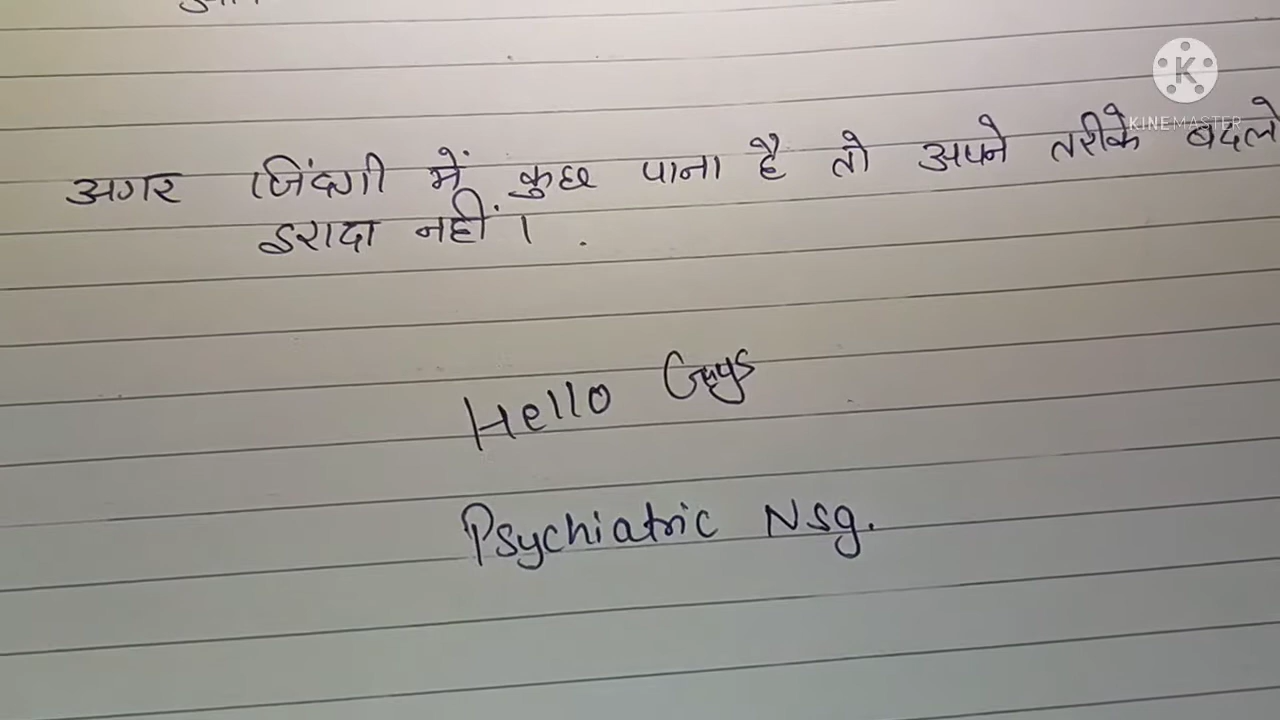 KINEMASTER
अगर जिंदगी में कुछ पाना है तो अपने तरीके बदलो
इरादा नहीं ।
Hello Guys
Psychiatric Nsg.